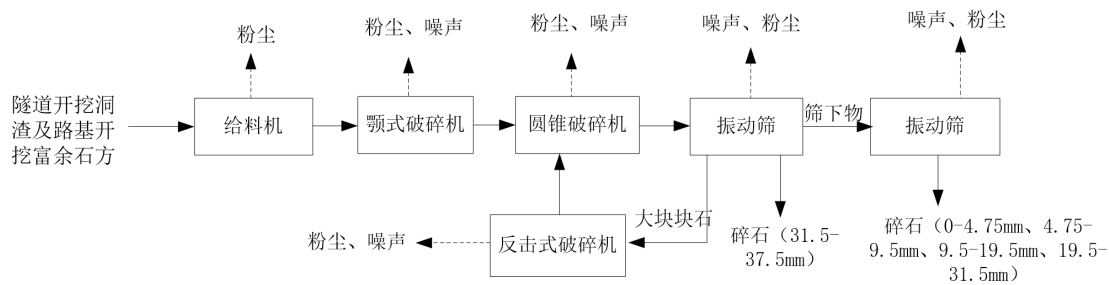 粉尘
粉尘、噪声
粉尘、噪声
噪声、粉尘
噪声、粉尘
隧道开挖洞
渣及路基开
挖富余石方
给料机
颚式破碎机
圆锥破碎机
振动筛
筛下物
振动筛
粉尘、噪声
反击式破碎机
大块块石
碎石（31.5-
37.5mm）
碎石（0-4.75mm、4.75-
9.5mm、9.5-19.5mm、19.5-
31.5mm）